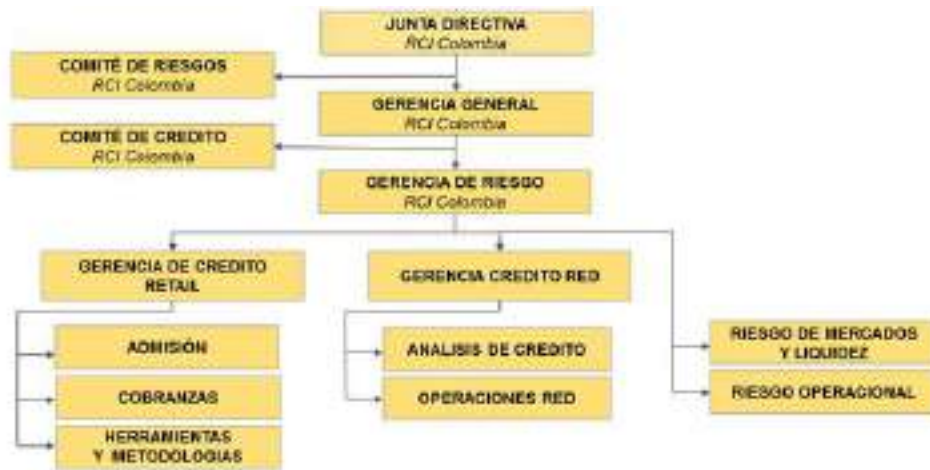 JUNTA DIRECTIVA
RCI Colombia
COMITÉ DE RIESGOS
RCI Colombia
GERENCIA GENERAL
RCI Colombia
COMITÉ DE CREDITO
RCI Colombia
GERENCIA DE RIESGO
RCI Colombia
GERENCIA DE CREDITO
RETAIL
GERENCIA CREDITO RED
ADMISIÓN
ANALISIS DE CREDITO
RIESGO DE MERCADOS
Y LIQUIDEZ
COBRANZAS
OPERACIONES RED
RIESGO OPERACIONAL
HERRAMIENTAS
Y METODOLOGIAS